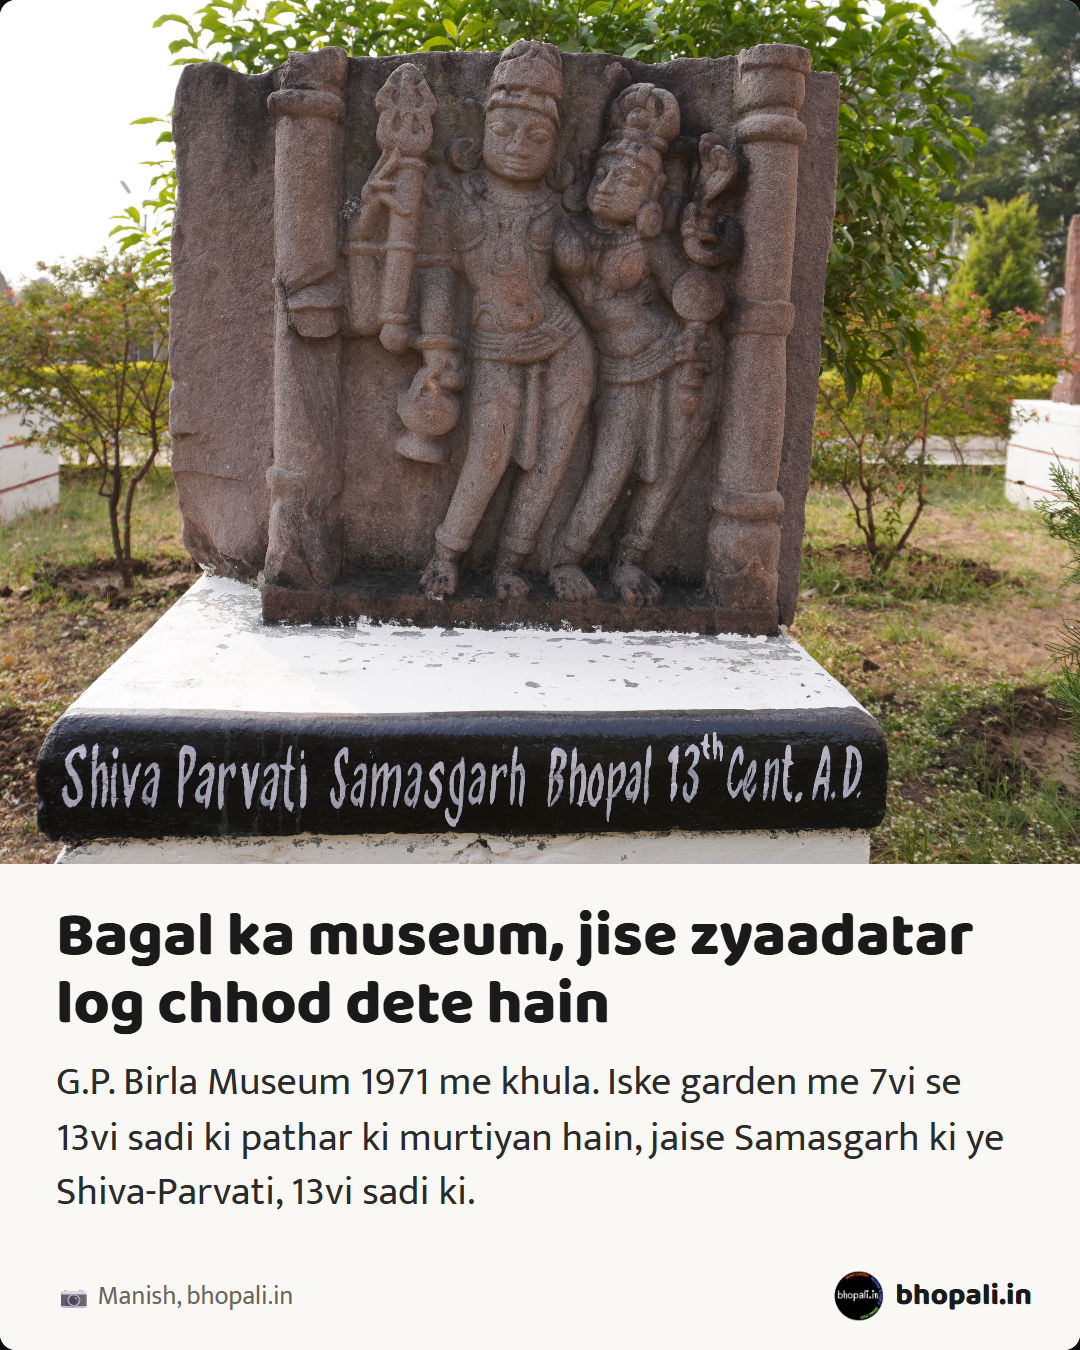 Shiva Parvati Samasgarh Bhopal 13th Cent. A.D.
Bagal ka museum, jise zyaadatar
log chhod dete hain
G.P. Birla Museum 1971 me khula. Iske garden me 7vi se
13vi sadi ki pathar ki murtiyan hain, jaise Samasgarh ki ye
Shiva-Parvati, 13vi sadi ki.
Manish, bhopali.in
bhopali.in
bhopali.in